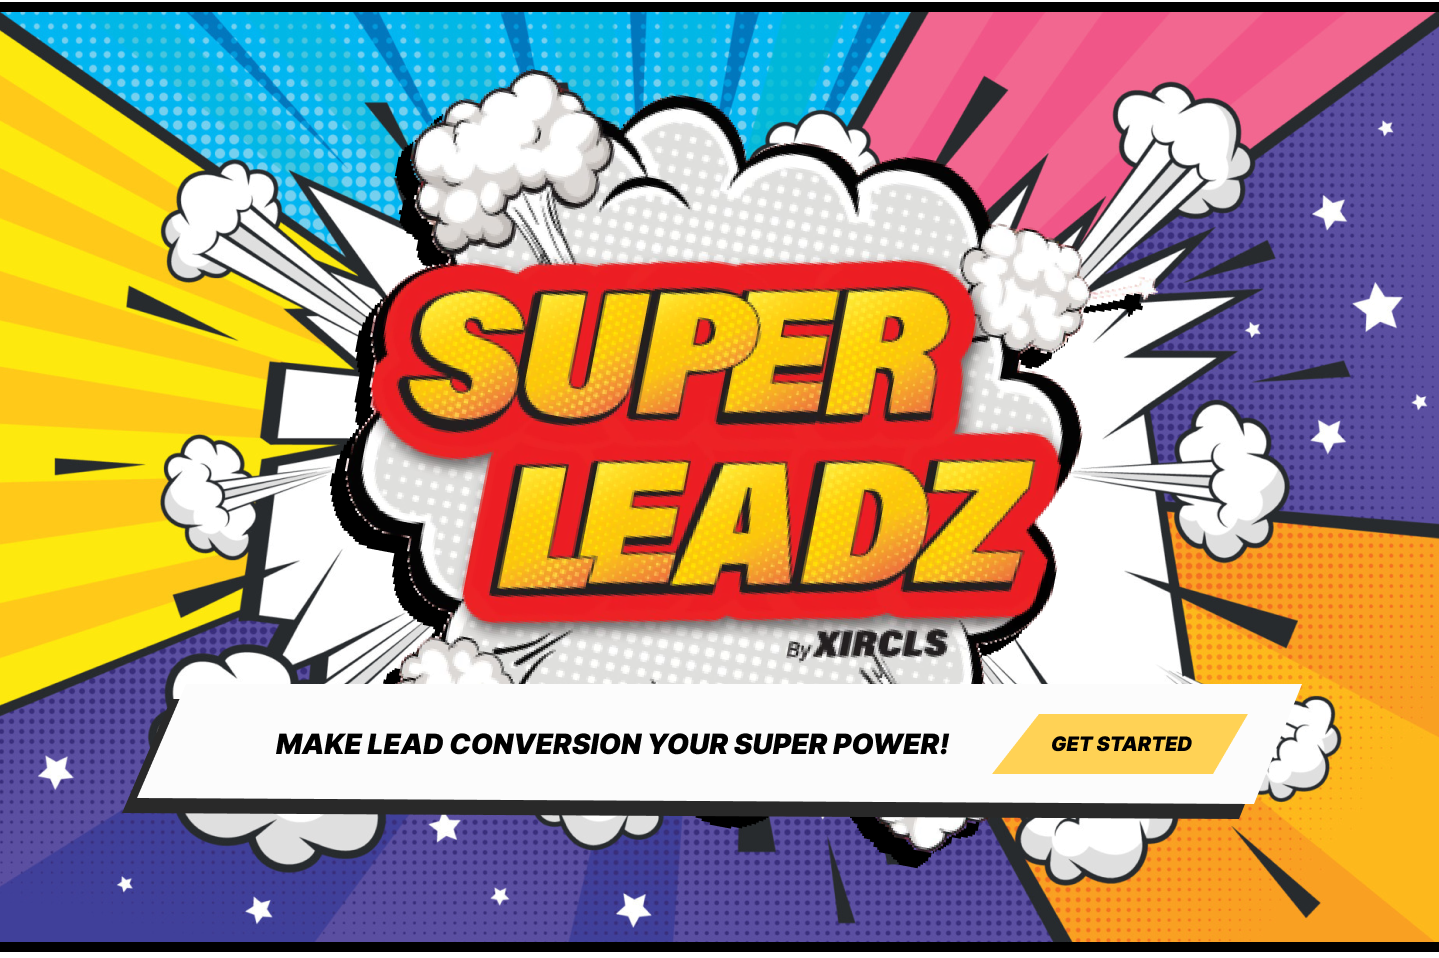 SUPER
LEADZ
By XIRCLS
MAKE LEAD CONVERSION YOUR SUPER POWER!
GET STARTED